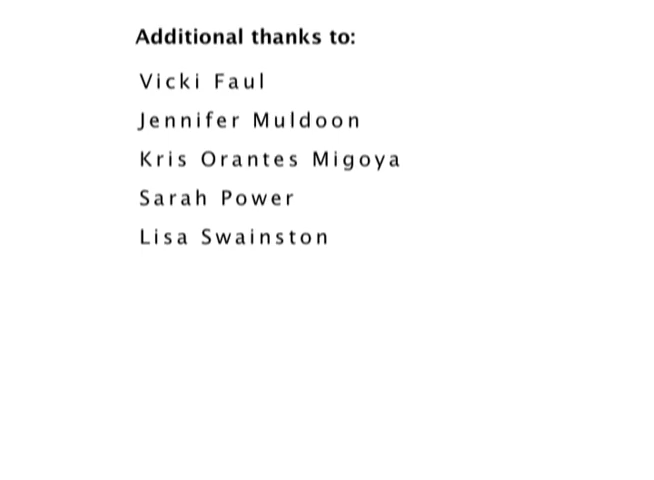 Additional thanks to:
Vicki Faul
Jennifer Muldoon
Kris Orantes Migoya
Sarah Power
Lisa Swainston